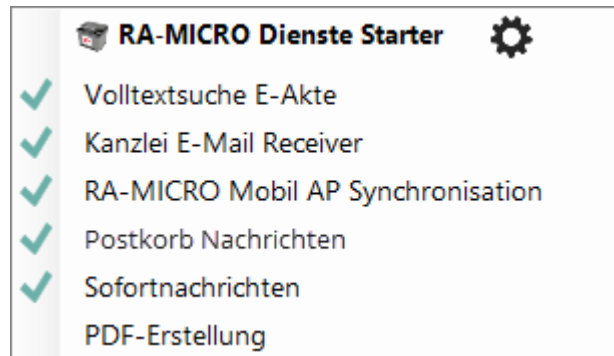 RA-MICRO Dienste Starter
Volltextsuche E-Akte
Kanzlei E-Mail Receiver
RA-MICRO Mobil AP Synchronisation
Postkorb Nachrichten
Sofortnachrichten
PDF-Erstellung